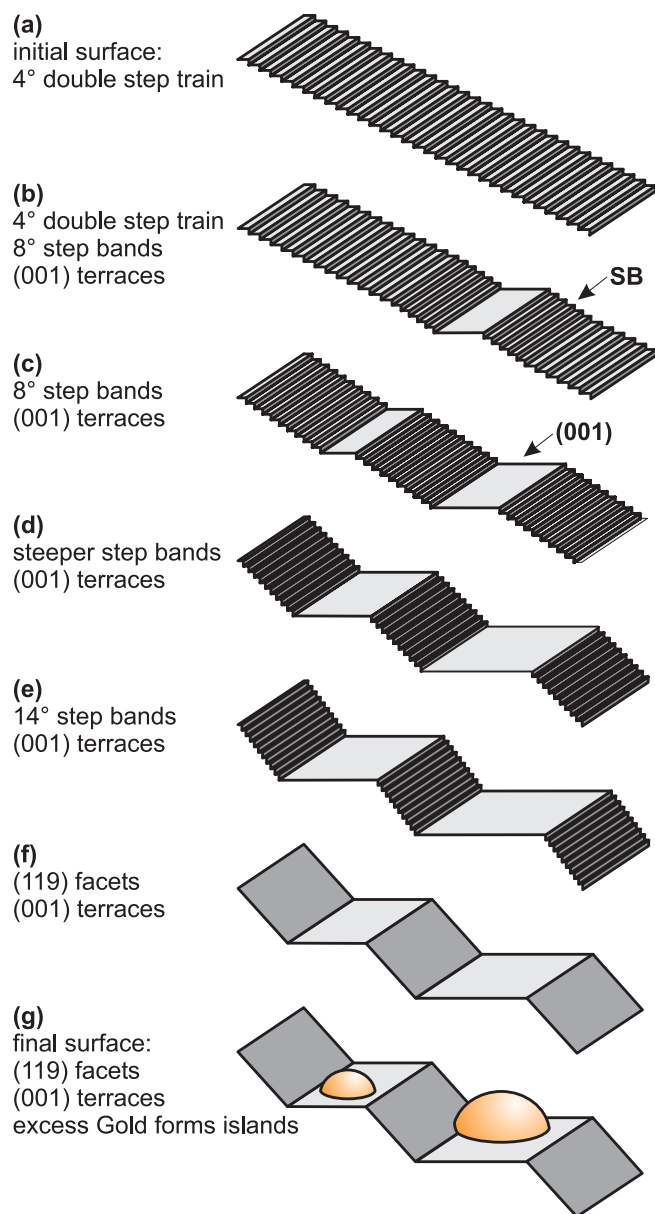 (a)
initial surface:
4° double step train
(b)
4° double step train
8° step bands
(001) terraces
SB
(c)
8° step bands
(001) terraces
(001)
(d)
steeper step bands
(001) terraces
(e)
14° step bands
(001) terraces
(f)
(119) facets
(001) terraces
(g)
final surface:
(119) facets
(001) terraces
excess Gold forms islands